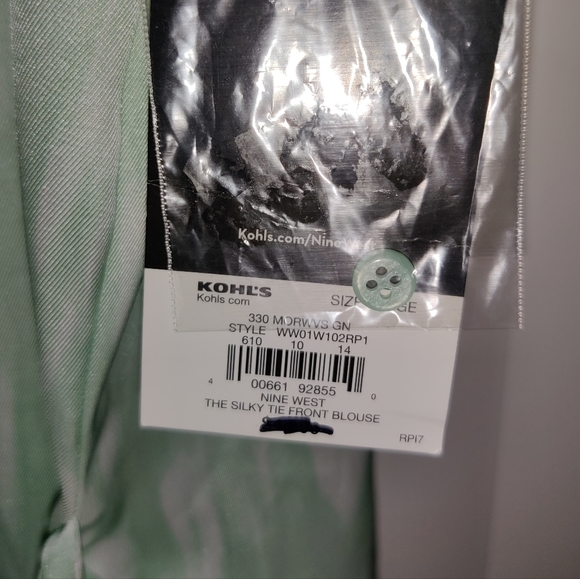 Kohls.com/Nine
KOHL'S
Kohls com
SIZE
330 MORWVS GN
STYLE WW01W102RP1
610 10 14
4 00661 92855 0
NINE WEST
THE SILKY TIE FRONT BLOUSE
RPI7